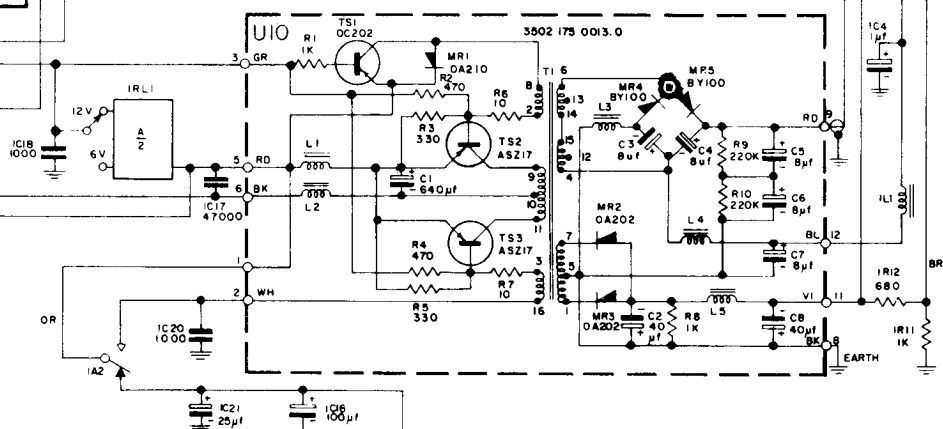 U10
TS1
OC202
3502 175 0013.0
R1
1K
MR1
OA210
R2
470
R6
10
R3
330
TS2
ASZ17
3 GR
1RL1
12V
6V
A
2
1C18
1000
5 RD
L1
6 BK
L2
1C17
47000
C1
640µf
+
TS3
ASZ17
R4
470
R5
330
R7
10
1
2 WH
OR
1C20
1000
1A2
1C21
25µf
+
-
1C16
100µf
+
-
T1
8
2
9
10
11
3
16
6
13
14
15
12
4
7
5
1
L3
MR4
BY100
MR5
BY100
C3
8uf
C4
8uf
R9
220K
R10
220K
C5
8µf
C6
8µf
C7
8µf
L4
MR2
OA202
MR3
OA202
C2
40
µf
R8
1K
L5
C8
40µf
RD 9
BL 12
V1 11
BK 8
EARTH
1C4
1µf
+
-
1L1
1R12
680
1R11
1K
BR